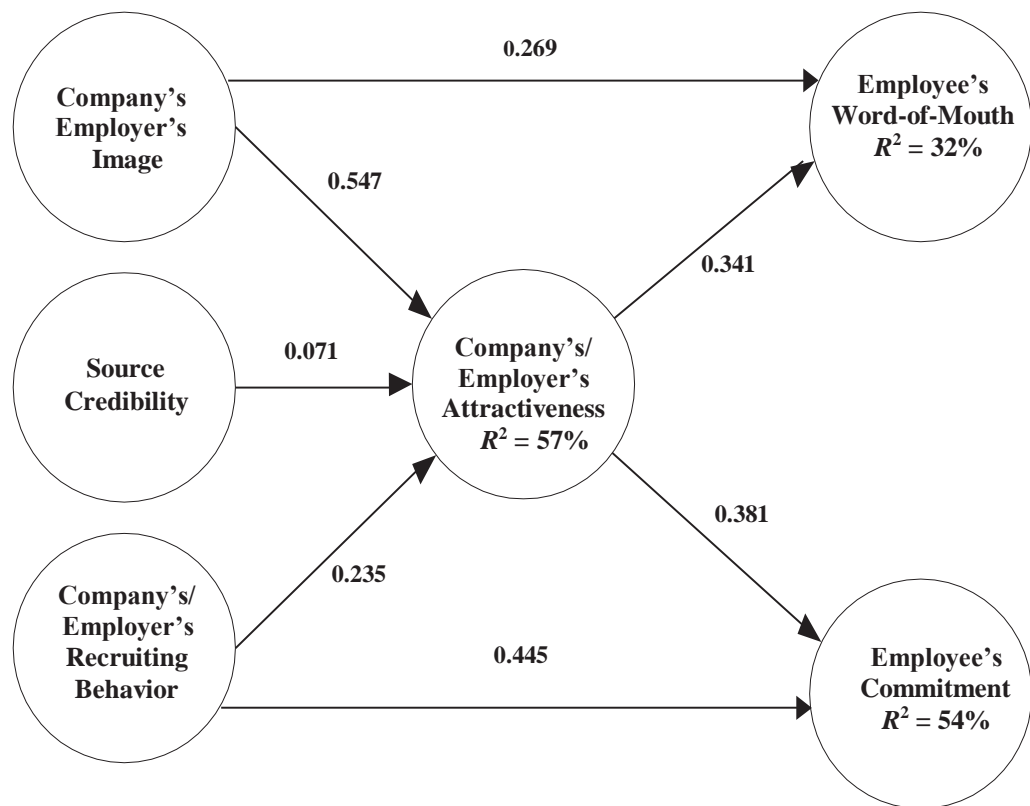 0.269
Company's
Employer's
Image
Employee's
Word-of-Mouth
R² = 32%
0.547
0.341
Source
Credibility
0.071
Company's/
Employer's
Attractiveness
R² = 57%
0.381
0.235
Company's/
Employer's
Recruiting
Behavior
0.445
Employee's
Commitment
R² = 54%